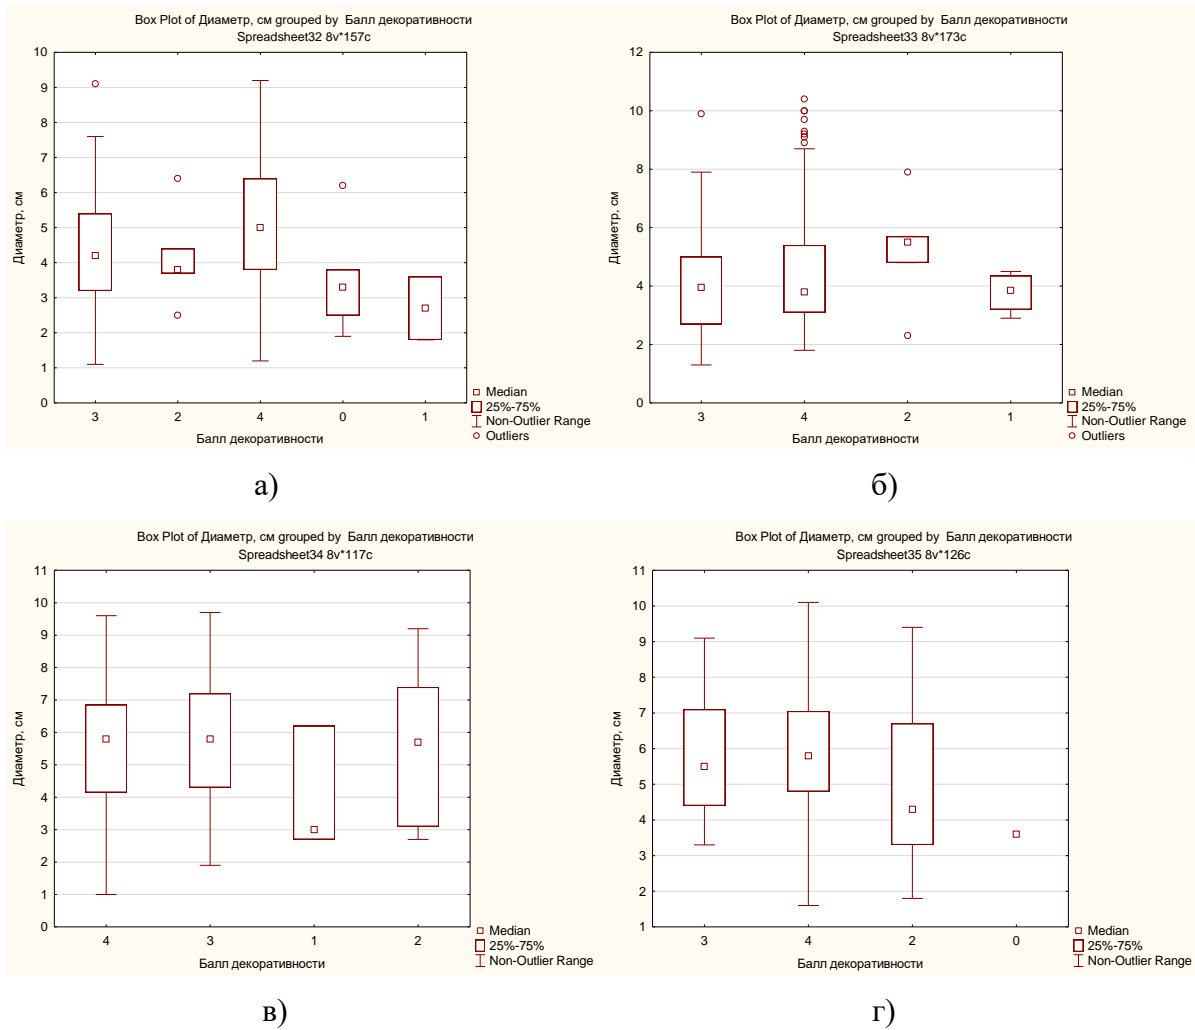 Box Plot of Диаметр, см grouped by Балл декоративности
Spreadsheet32 8v*157c
10
9
8
7
6
5
4
3
2
1
0
Диаметр, см
3 2 4 0 1
Балл декоративности
Median
25%-75%
Non-Outlier Range
Outliers
а)
Box Plot of Диаметр, см grouped by Балл декоративности
Spreadsheet33 8v*173c
12
10
8
6
4
2
0
Диаметр, см
3 4 2 1
Балл декоративности
Median
25%-75%
Non-Outlier Range
Outliers
б)
Box Plot of Диаметр, см grouped by Балл декоративности
Spreadsheet34 8v*117c
11
10
9
8
7
6
5
4
3
2
1
0
Диаметр, см
4 3 1 2
Балл декоративности
Median
25%-75%
Non-Outlier Range
в)
Box Plot of Диаметр, см grouped by Балл декоративности
Spreadsheet35 8v*126c
11
10
9
8
7
6
5
4
3
2
1
Диаметр, см
3 4 2 0
Балл декоративности
Median
25%-75%
Non-Outlier Range
г)